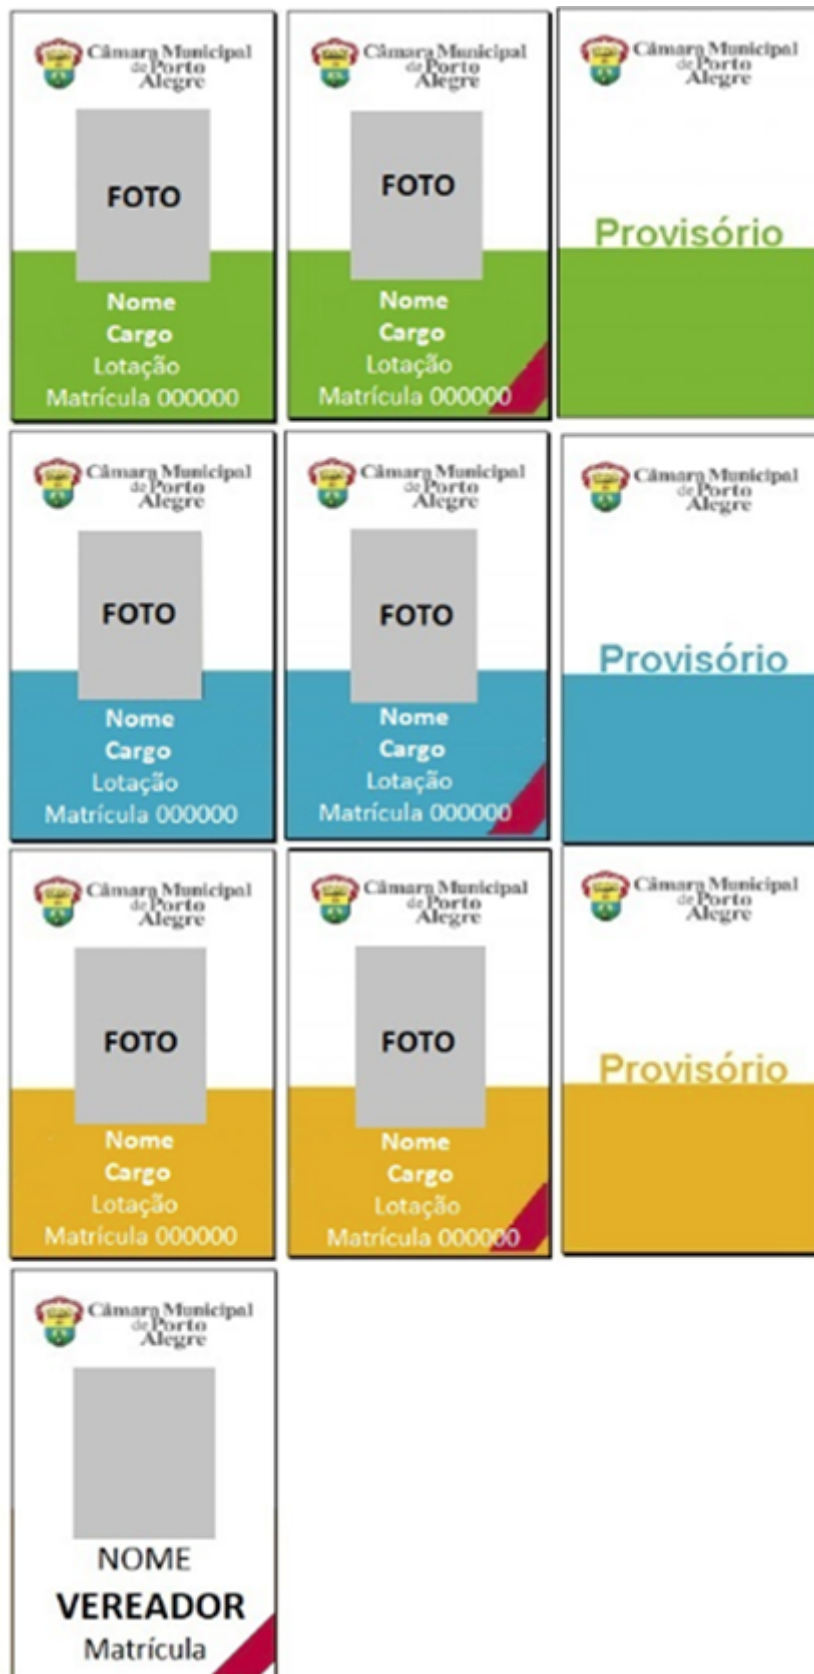 Câmara Municipal
de Porto
Alegre
FOTO
Nome
Cargo
Lotação
Matrícula 000000
Câmara Municipal
de Porto
Alegre
FOTO
Nome
Cargo
Lotação
Matrícula 000000
Câmara Municipal
de Porto
Alegre
Provisório
Câmara Municipal
de Porto
Alegre
FOTO
Nome
Cargo
Lotação
Matrícula 000000
Câmara Municipal
de Porto
Alegre
FOTO
Nome
Cargo
Lotação
Matrícula 000000
Câmara Municipal
de Porto
Alegre
Provisório
Câmara Municipal
de Porto
Alegre
FOTO
Nome
Cargo
Lotação
Matrícula 000000
Câmara Municipal
de Porto
Alegre
FOTO
Nome
Cargo
Lotação
Matrícula 000000
Câmara Municipal
de Porto
Alegre
Provisório
Câmara Municipal
de Porto
Alegre
NOME
VEREADOR
Matrícula